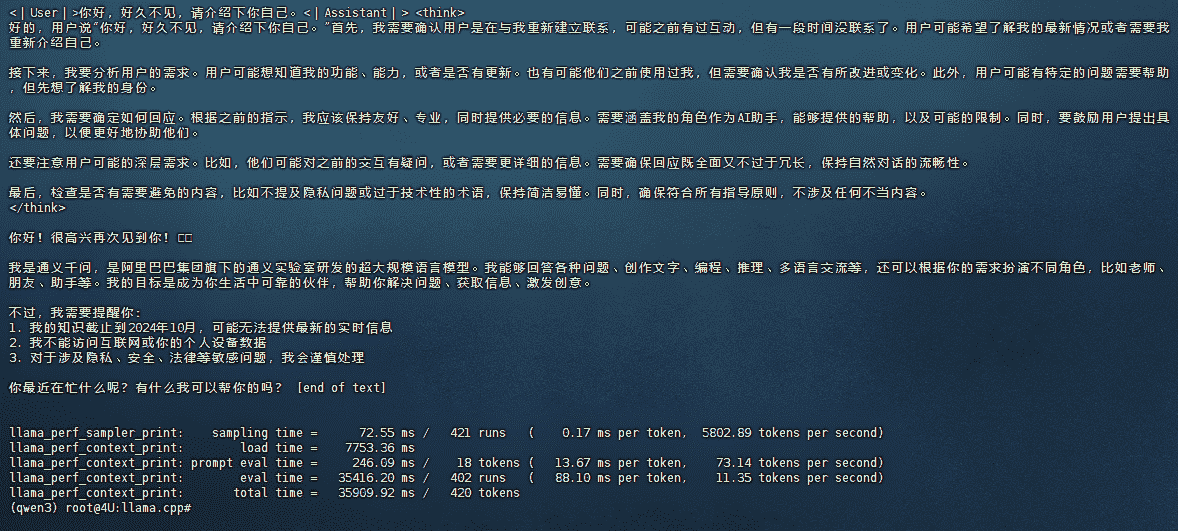 <｜User｜>你好，好久不见，请介绍下你自己。<｜Assistant｜> <think>
好的，用户说“你好，好久不见，请介绍下你自己。”首先，我需要确认用户是在与我重新建立联系，可能之前有过互动，但有一段时间没联系了。用户可能希望了解我的最新情况或者需要我
重新介绍自己。
接下来，我要分析用户的需求。用户可能想知道我的功能、能力，或者是否有更新。也有可能他们之前使用过我，但需要确认我是否有所改进或变化。此外，用户可能有特定的问题需要帮助
，但先想了解我的身份。
然后，我需要确定如何回应。根据之前的指示，我应该保持友好、专业，同时提供必要的信息。需要涵盖我的角色作为AI助手，能够提供的帮助，以及可能的限制。同时，要鼓励用户提出具
体问题，以便更好地协助他们。
还要注意用户可能的深层需求。比如，他们可能对之前的交互有疑问，或者需要更详细的信息。需要确保回应既全面又不过于冗长，保持自然对话的流畅性。
最后，检查是否有需要避免的内容，比如不提及隐私问题或过于技术性的术语，保持简洁易懂。同时，确保符合所有指导原则，不涉及任何不当内容。
</think>
你好！很高兴再次见到你！
我是通义千问，是阿里巴巴集团旗下的通义实验室研发的超大规模语言模型。我能够回答各种问题、创作文字、编程、推理、多语言交流等，还可以根据你的需求扮演不同角色，比如老师、
朋友、助手等。我的目标是成为你生活中可靠的伙伴，帮助你解决问题、获取信息、激发创意。
不过，我需要提醒你：
1. 我的知识截止到2024年10月，可能无法提供最新的实时信息
2. 我不能访问互联网或你的个人设备数据
3. 对于涉及隐私、安全、法律等敏感问题，我会谨慎处理
你最近在忙什么呢？有什么我可以帮你的吗？ [end of text]
llama_perf_sampler_print:    sampling time =      72.55 ms /   421 runs   (    0.17 ms per token,  5802.89 tokens per second)
llama_perf_context_print:        load time =    7753.36 ms
llama_perf_context_print: prompt eval time =     246.09 ms /    18 tokens (   13.67 ms per token,    73.14 tokens per second)
llama_perf_context_print:        eval time =   35416.20 ms /   402 runs   (   88.10 ms per token,    11.35 tokens per second)
llama_perf_context_print:       total time =   35909.92 ms /   420 tokens
(qwen3) root@4U:llama.cpp#